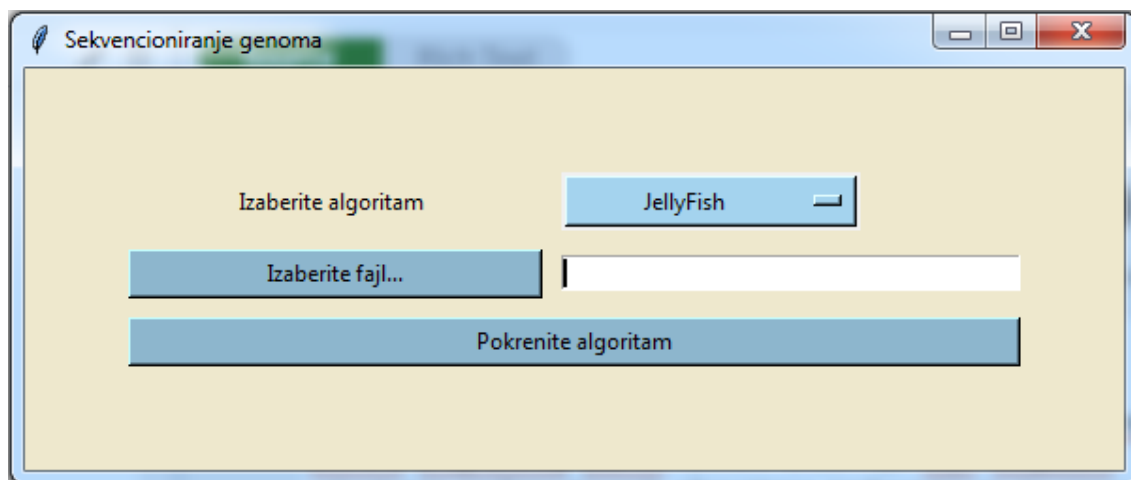 Sekvencioniranje genoma
Izaberite algoritam JellyFish
Izaberite fajl...
Pokrenite algoritam